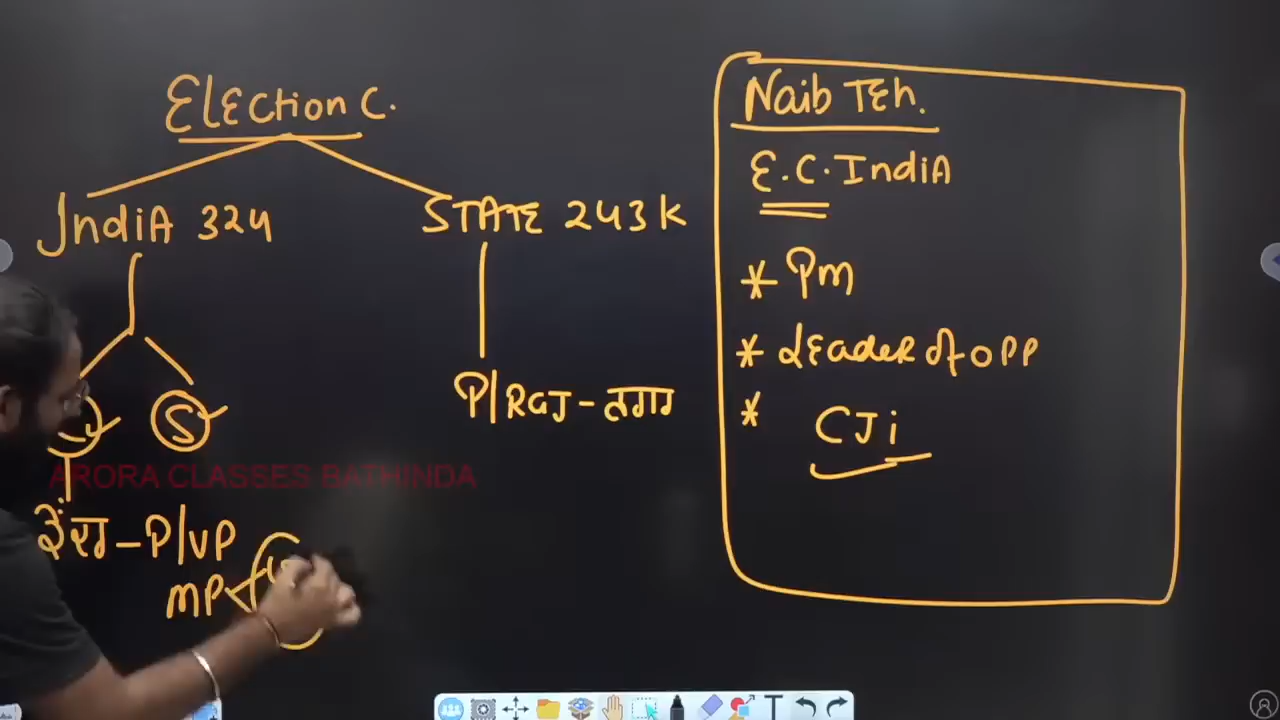 ELECTION C.
INDIA 324
STATE 243 K
S
P/RAJ - नगर
ARORA CLASSES BATHINDA
P/VP
MP
Naib TEh.
E.C. INDIA
* PM
* LEADER of OPP
* CJi